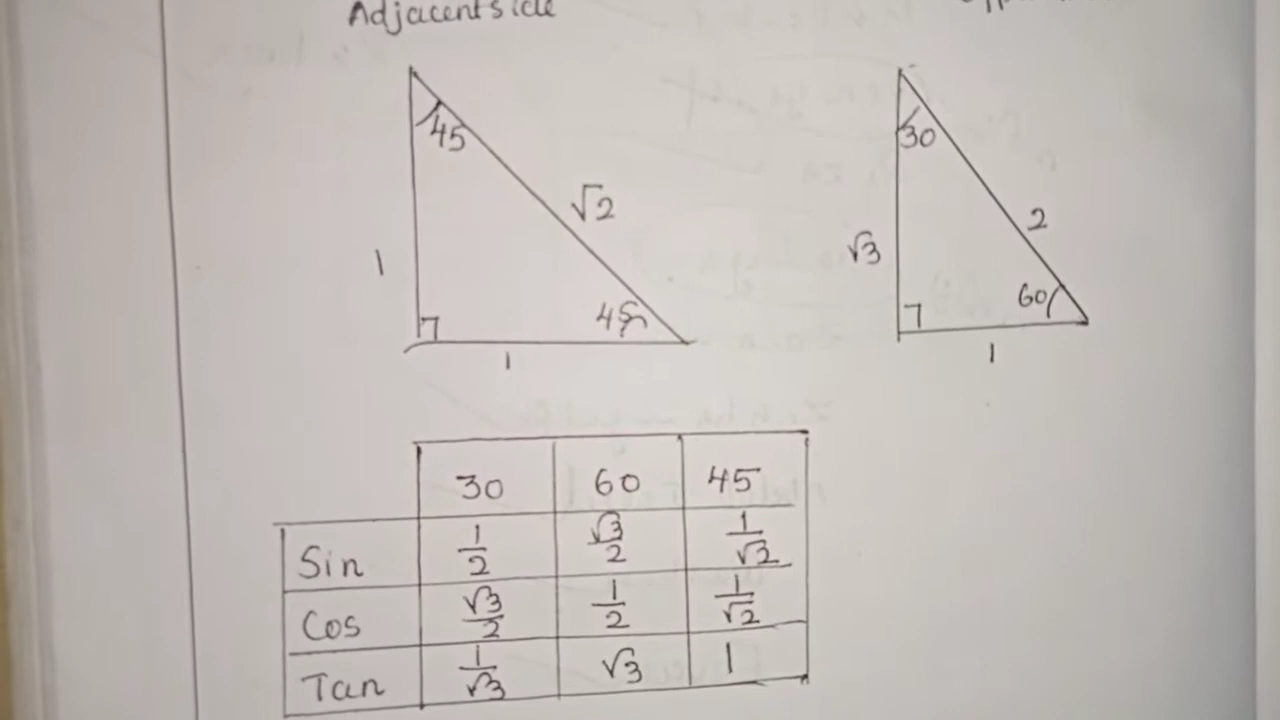 Adjacent side
45
√2
1
45
1
30
2
√3
60
1
30 60 45
Sin 1/2 √3/2 1/√2
Cos √3/2 1/2 1/√2
Tan 1/√3 √3 1